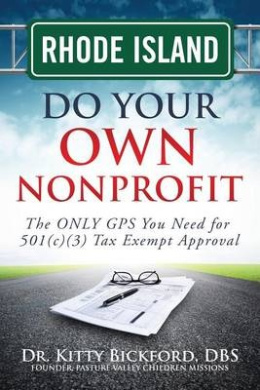 RHODE ISLAND
DO YOUR
OWN
NONPROFIT
The ONLY GPS You Need for
501(c)(3) Tax Exempt Approval
DR. KITTY BICKFORD, DBS
FOUNDER, PASTURE VALLEY CHILDREN MISSIONS